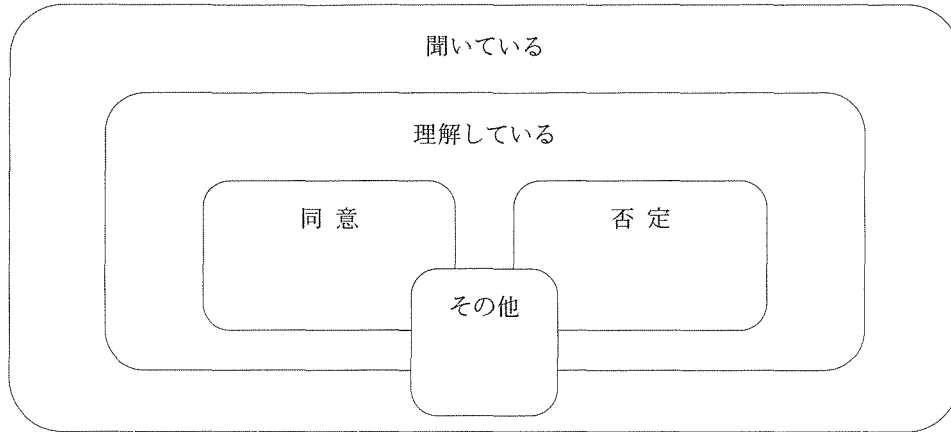 聞いている
理解している
同 意
否 定
その他